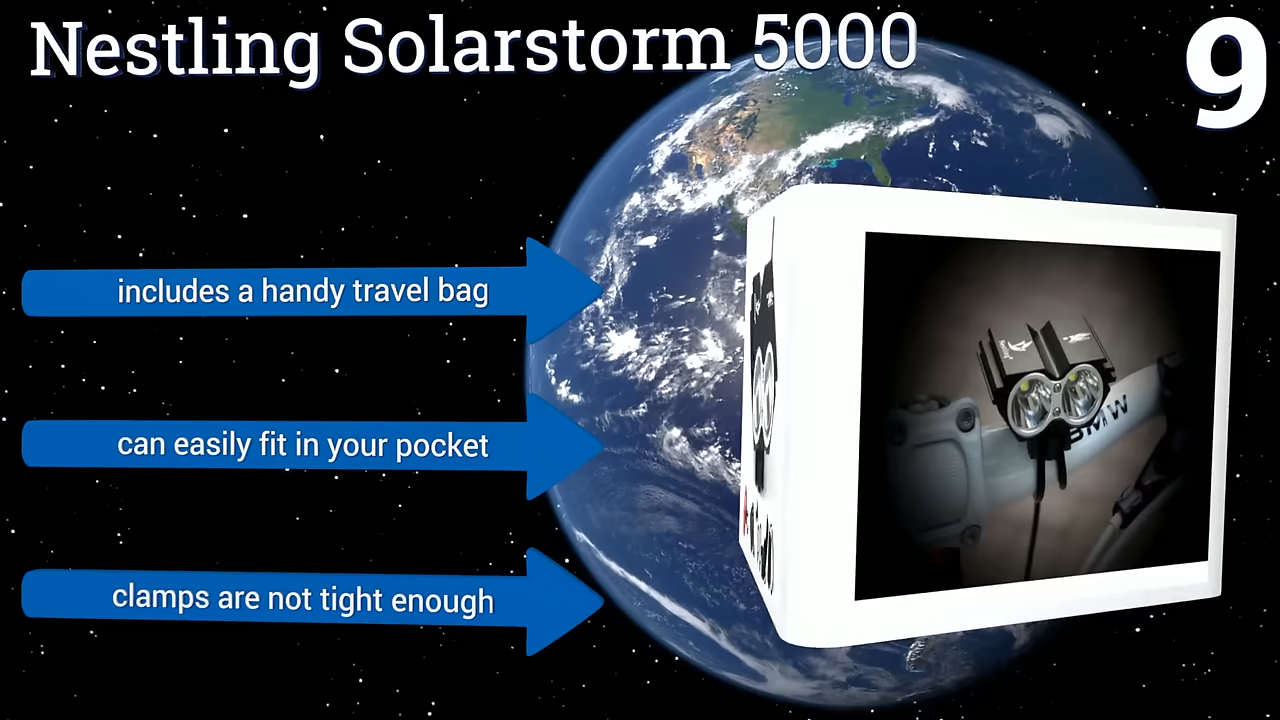 Nestling Solarstorm 5000
9
includes a handy travel bag
can easily fit in your pocket
clamps are not tight enough
BMW